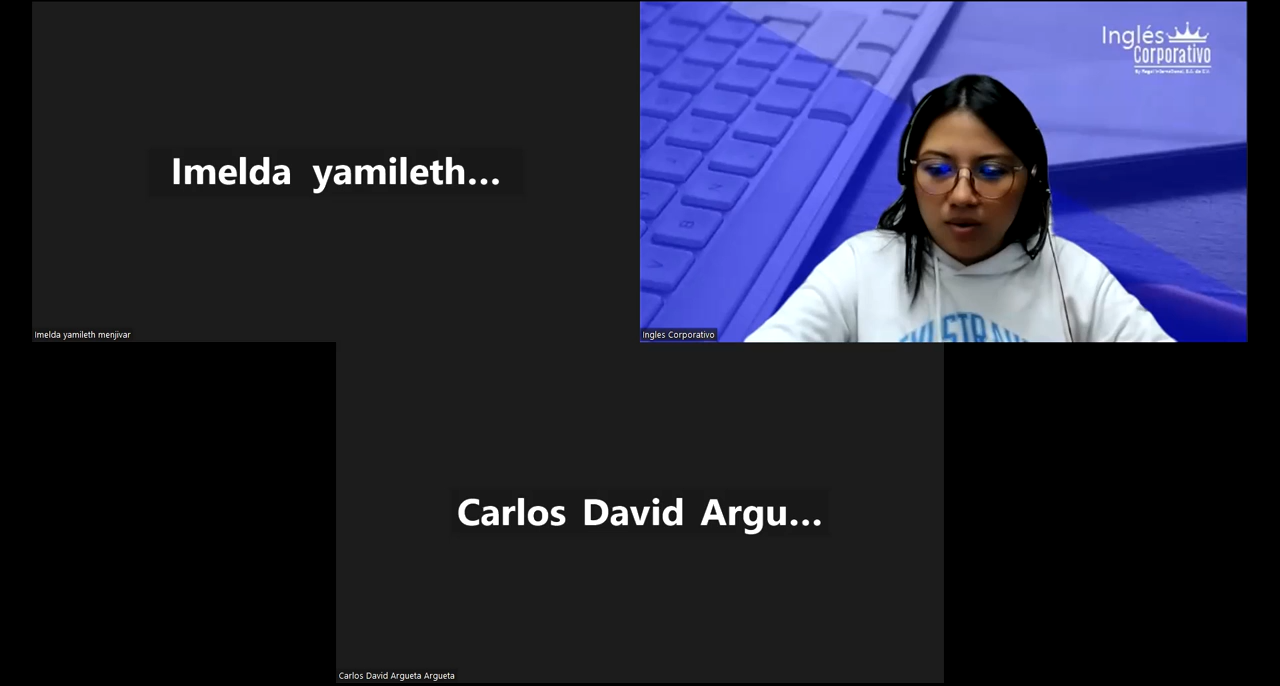 Imelda yamileth...
Imelda yamileth menjivar
Inglés
Corporativo
Ingles Corporativo
Carlos David Argu...
Carlos David Argueta Argueta